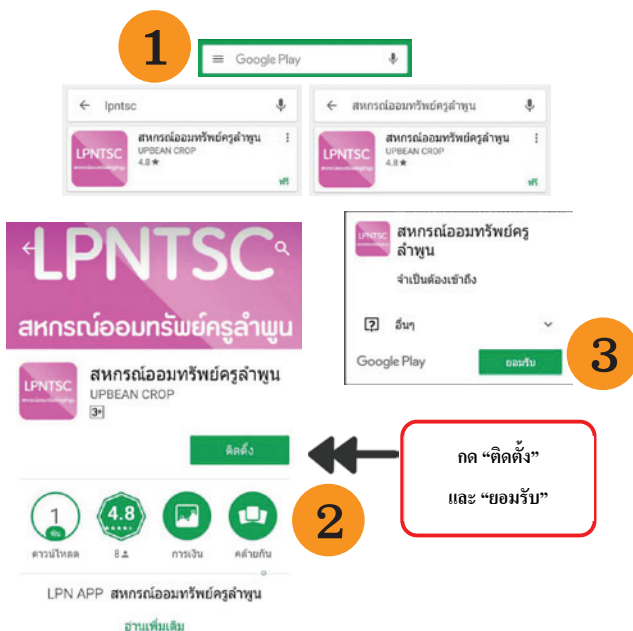 1
Google Play
lpntsc
สหกรณ์ออมทรัพย์ครูลำพูน
UPBEAN CROP
4.8★
ฟรี
LPNTSC
สหกรณ์ออมทรัพย์ครูลำพูน
สหกรณ์ออมทรัพย์ครูลำพูน
UPBEAN CROP
4.8★
ฟรี
LPNTSC
LPNTSC
สหกรณ์ออมทรัพย์ครูลำพูน
LPNTSC
สหกรณ์ออมทรัพย์ครูลำพูน
UPBEAN CROP
3+
ติดตั้ง
1
พัน
ดาวน์โหลด
4.8
8
การเงิน
คล้ายกัน
2
LPN APP สหกรณ์ออมทรัพย์ครูลำพูน
อ่านเพิ่มเติม
LPNTSC
สหกรณ์ออมทรัพย์ครู
ลำพูน
จำเป็นต้องเข้าถึง
อื่นๆ
Google Play
ยอมรับ
3
กด “ติดตั้ง”
และ “ยอมรับ”